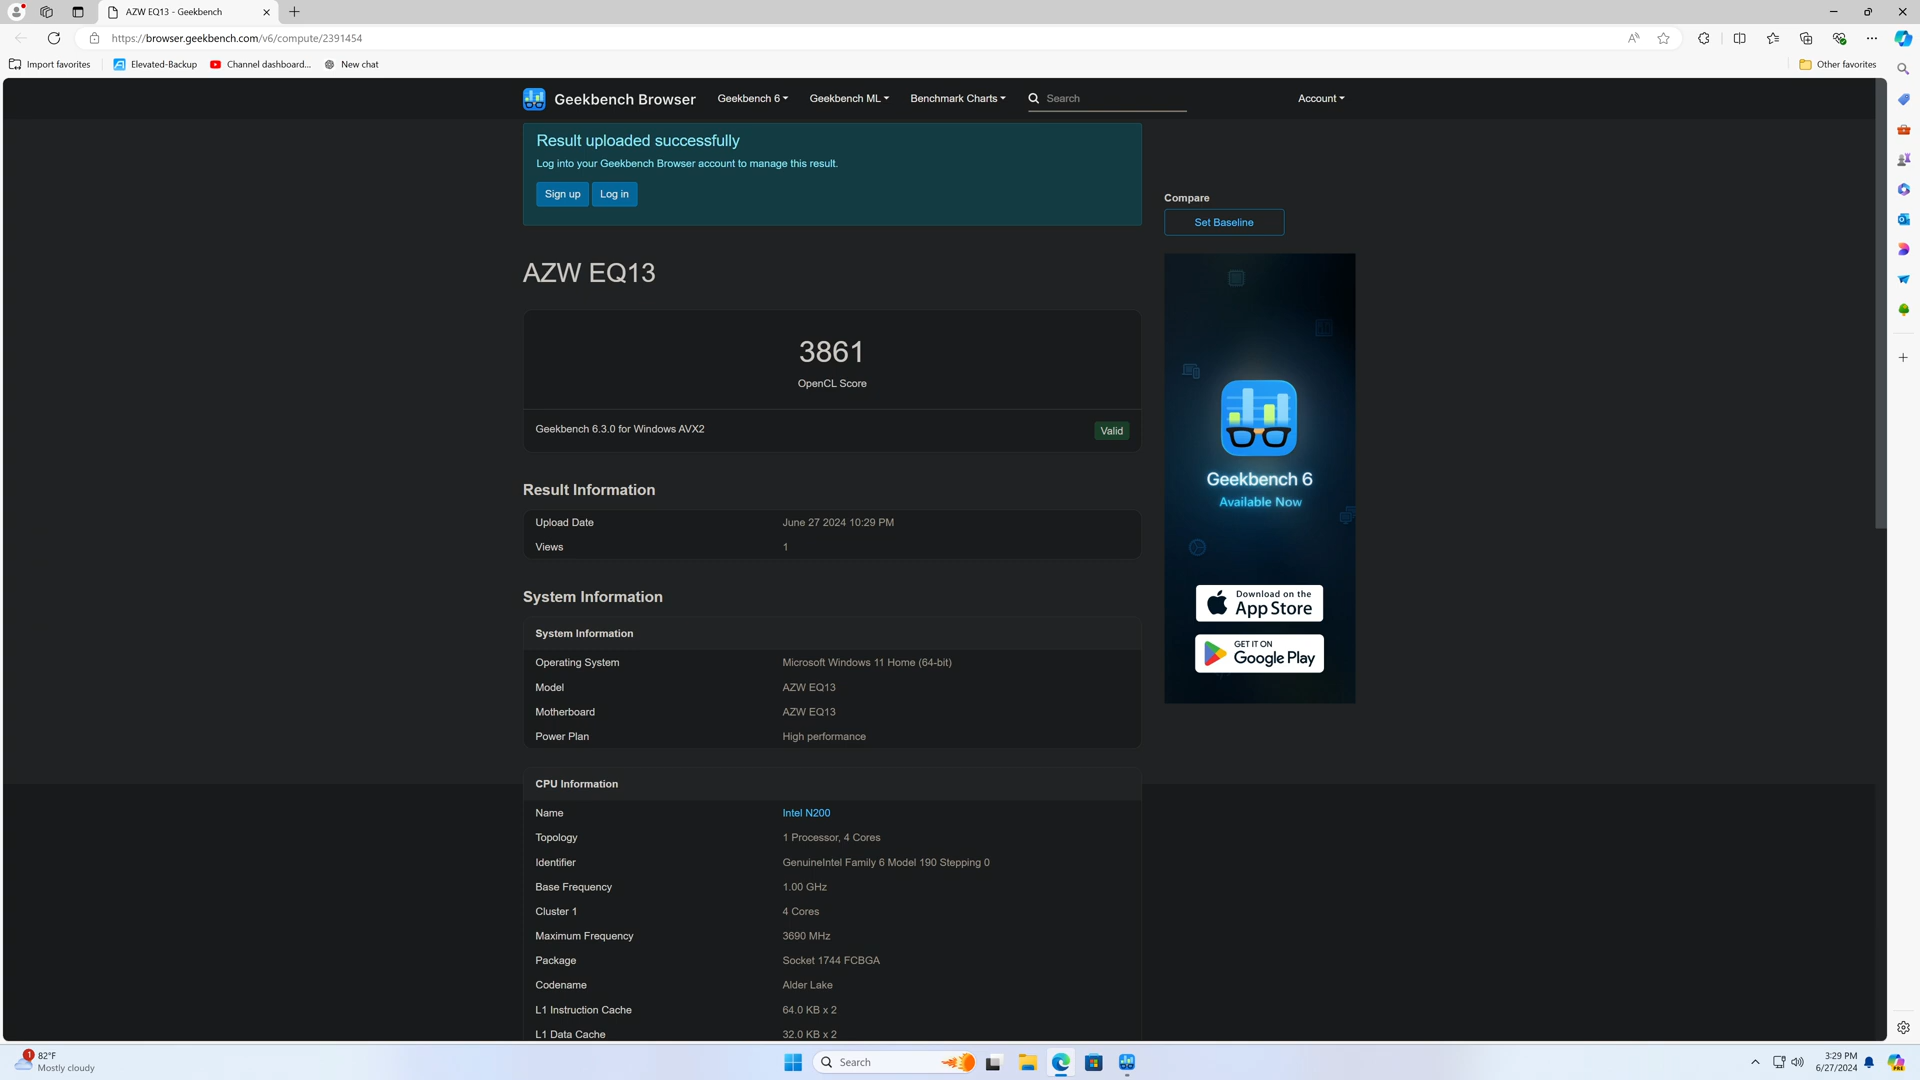 AZW EQ13 - Geekbench
https://browser.geekbench.com/v6/compute/2391454
Import favorites
Elevated-Backup
Channel dashboard...
New chat
Other favorites
Geekbench Browser
Geekbench 6
Geekbench ML
Benchmark Charts
Search
Account
Result uploaded successfully
Log into your Geekbench Browser account to manage this result.
Sign up
Log in
Compare
Set Baseline
AZW EQ13
3861
OpenCL Score
Geekbench 6.3.0 for Windows AVX2
Valid
Geekbench 6
Available Now
Download on the
App Store
GET IT ON
Google Play
Result Information
Upload Date June 27 2024 10:29 PM
Views 1
System Information
System Information
Operating System Microsoft Windows 11 Home (64-bit)
Model AZW EQ13
Motherboard AZW EQ13
Power Plan High performance
CPU Information
Name Intel N200
Topology 1 Processor, 4 Cores
Identifier GenuineIntel Family 6 Model 190 Stepping 0
Base Frequency 1.00 GHz
Cluster 1 4 Cores
Maximum Frequency 3690 MHz
Package Socket 1744 FCBGA
Codename Alder Lake
L1 Instruction Cache 64.0 KB x 2
L1 Data Cache 32.0 KB x 2
1
82°F
Mostly cloudy
Search
3:29 PM
6/27/2024
PRE